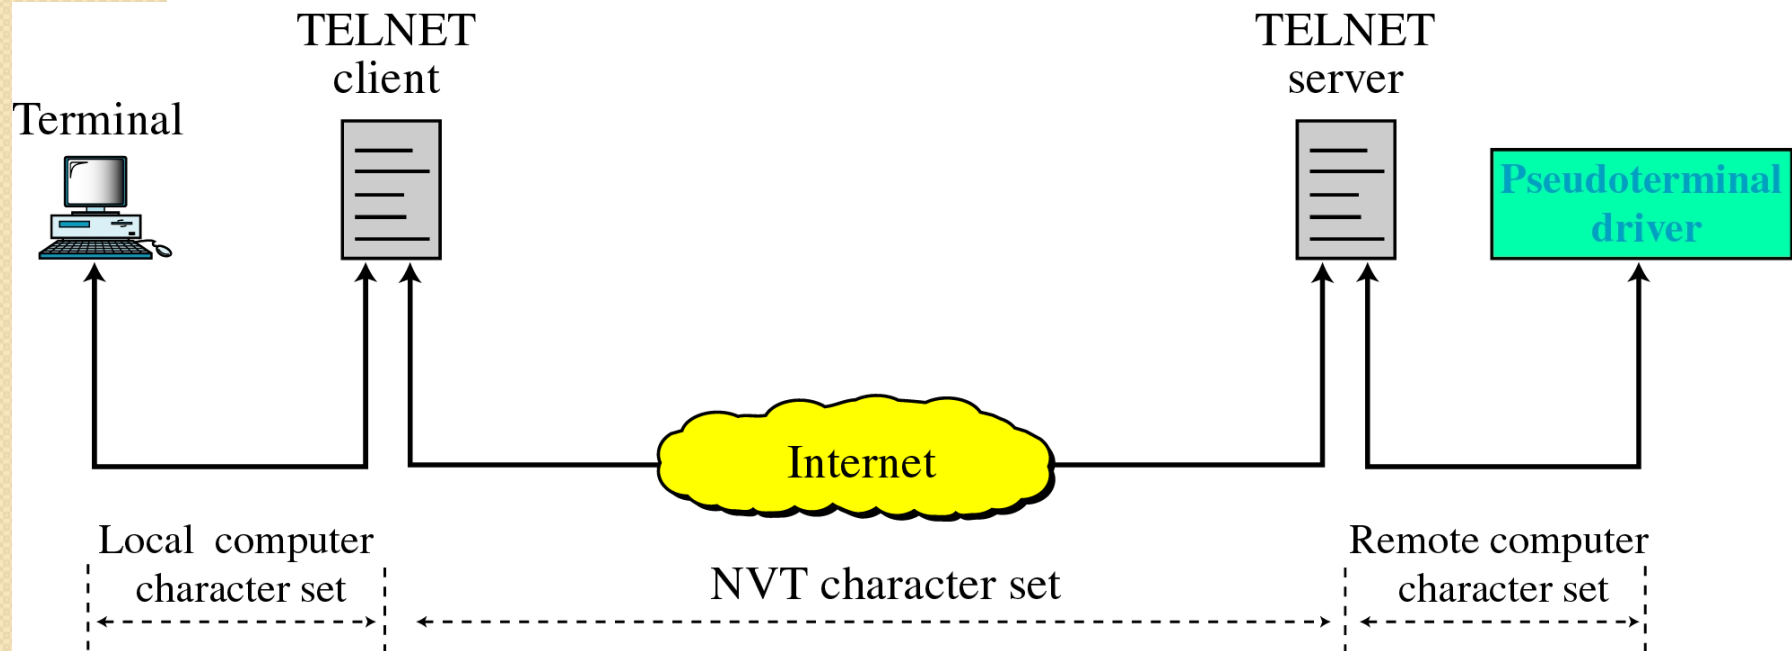 TELNET
client
TELNET
server
Terminal
Pseudoterminal
driver
Internet
Local computer
character set
NVT character set
Remote computer
character set